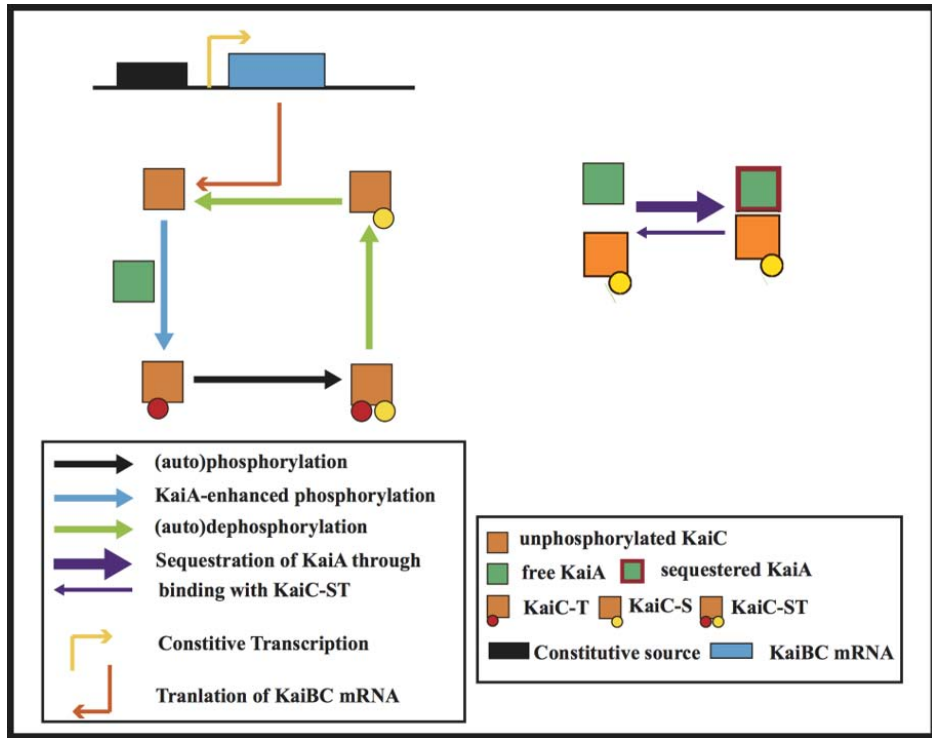 (auto)phosphorylation
KaiA-enhanced phosphorylation
(auto)dephosphorylation
Sequestration of KaiA through
binding with KaiC-ST
Constitive Transcription
Tranlation of KaiBC mRNA
unphosphorylated KaiC
free KaiA sequestered KaiA
KaiC-T KaiC-S KaiC-ST
Constitutive source KaiBC mRNA